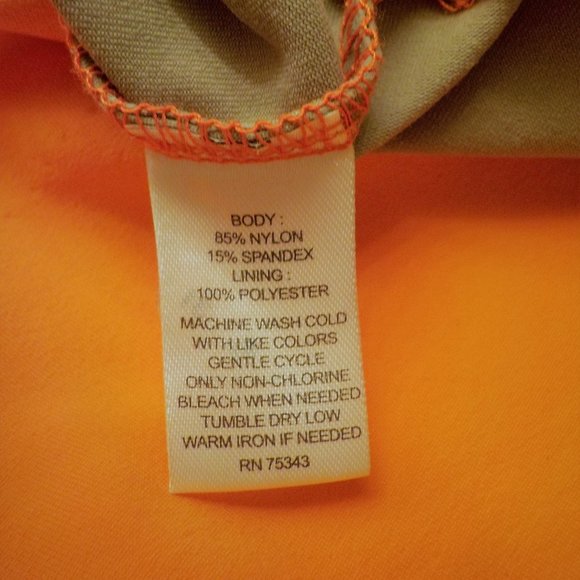 BODY :
85% NYLON
15% SPANDEX
LINING :
100% POLYESTER
MACHINE WASH COLD
WITH LIKE COLORS
GENTLE CYCLE
ONLY NON-CHLORINE
BLEACH WHEN NEEDED
TUMBLE DRY LOW
WARM IRON IF NEEDED
RN 75343